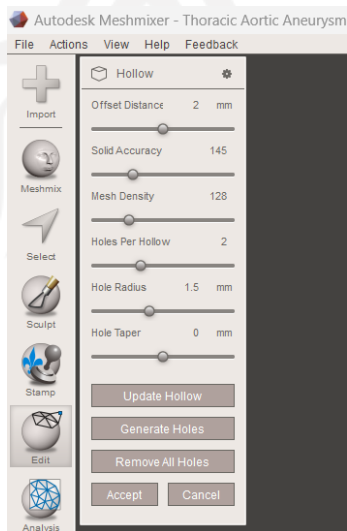 Autodesk Meshmixer - Thoracic Aortic Aneurysm
File Actions View Help Feedback
Import
Meshmix
Select
Sculpt
Stamp
Edit
Analysis
Hollow
Offset Distance 2 mm
Solid Accuracy 145
Mesh Density 128
Holes Per Hollow 2
Hole Radius 1.5 mm
Hole Taper 0 mm
Update Hollow
Generate Holes
Remove All Holes
Accept Cancel